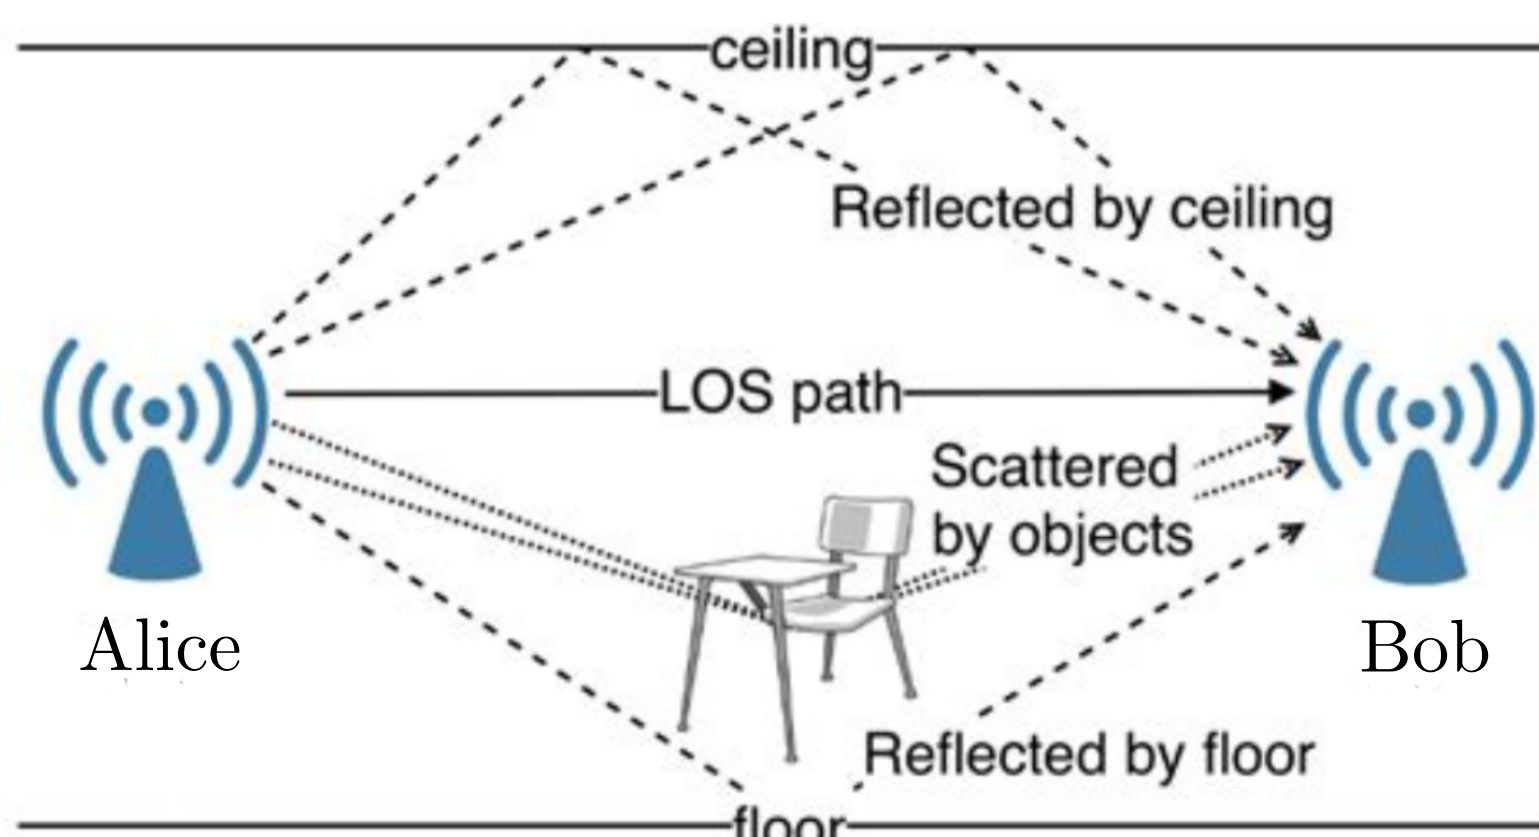 ceiling
Reflected by ceiling
LOS path
Scattered
by objects
Alice
Bob
Reflected by floor
floor